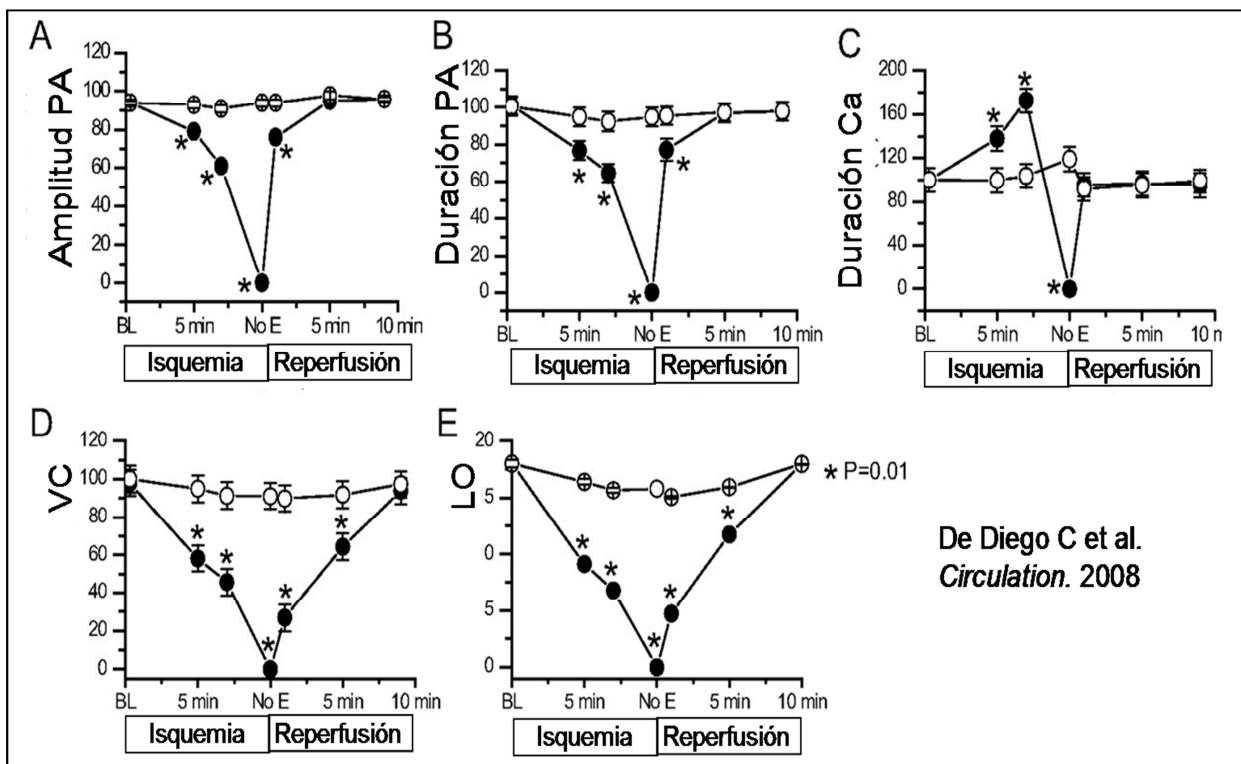 A
Amplitud PA
120
100
80
60
40
20
0
BL 5 min No E 5 min 10 min
Isquemia Reperfusión
B
Duración PA
120
100
80
60
40
20
0
BL 5 min No E 5 min 10 min
Isquemia Reperfusión
C
Duración Ca
200
160
120
80
40
0
BL 5 min No E 5 min 10 n
Isquemia Reperfusión
D
VC
120
100
80
60
40
20
0
BL 5 min No E 5 min 10 min
Isquemia Reperfusión
E
LO
20
5
0
5
0
BL 5 min No E 5 min 10 min
Isquemia Reperfusión
* P=0.01
De Diego C et al.
Circulation. 2008